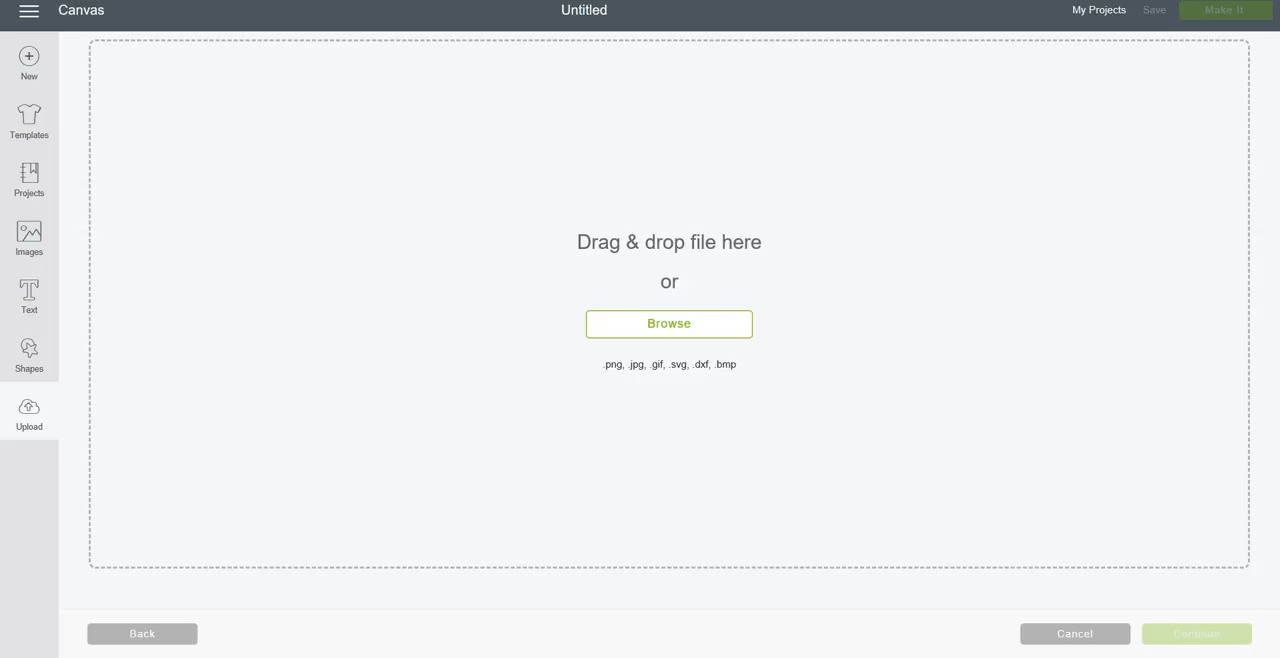 Canvas
Untitled
My Projects
Save
Make It
New
Templates
Projects
Images
Text
Shapes
Upload
Drag & drop file here
or
Browse
.png, .jpg, .gif, .svg, .dxf, .bmp
Back
Cancel
Continue